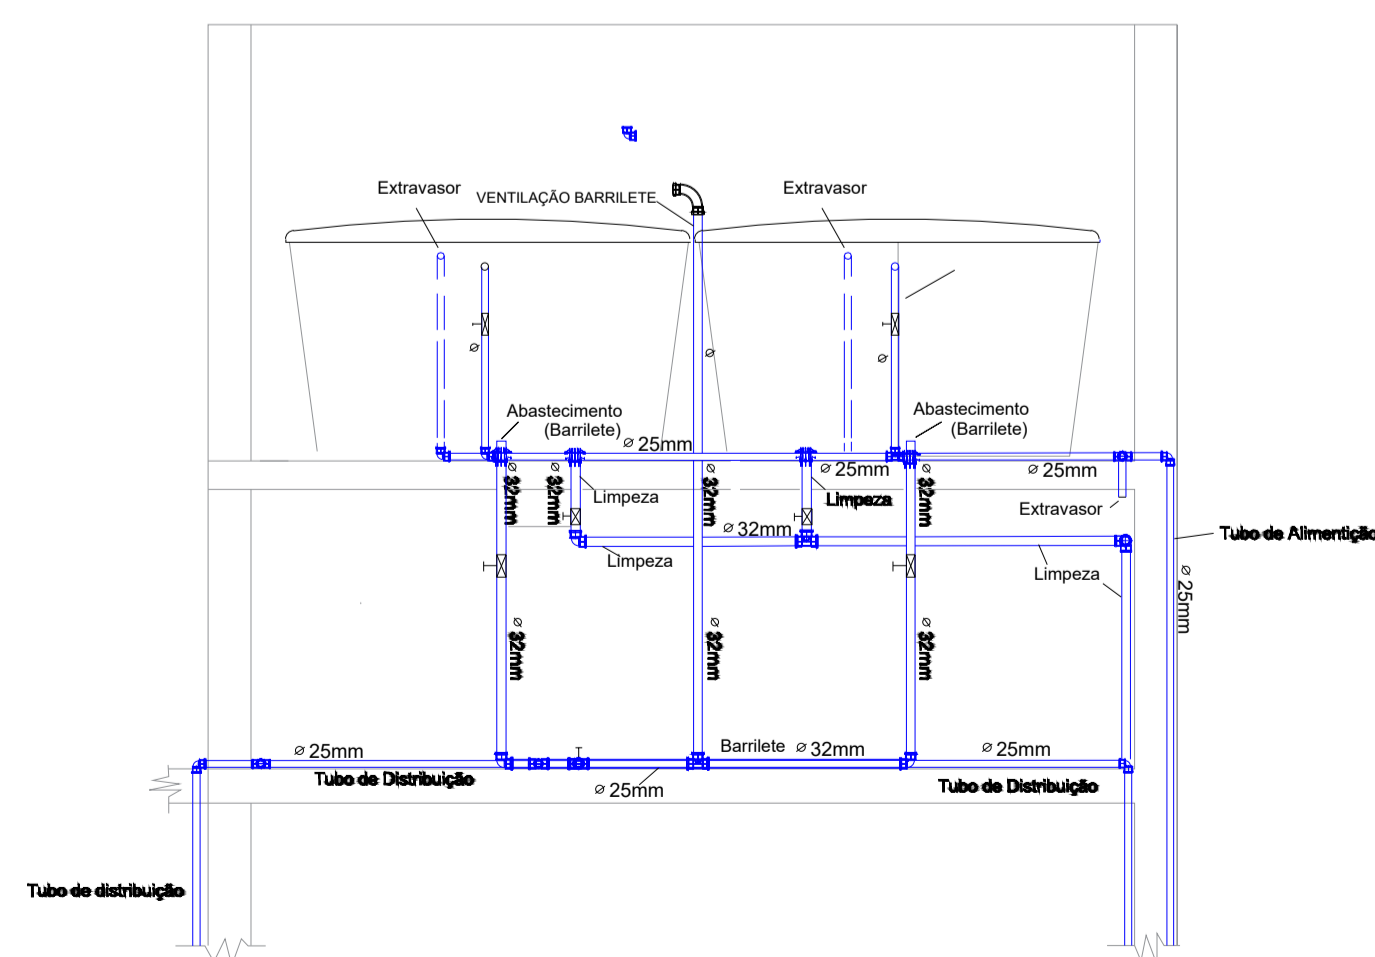 Extravasor
VENTILAÇÃO BARRILETE
Extravasor
⌀
⌀
⌀
Abastecimento
(Barrilete)
⌀ 25mm
Abastecimento
(Barrilete)
⌀ 25mm
⌀ 25mm
⌀ 32mm
⌀ 32mm
⌀ 32mm
⌀ 32mm
Limpeza
Limpeza
Extravasor
⌀ 32mm
Tubo de Alimentição
Limpeza
Limpeza
⌀ 25mm
⌀ 32mm
⌀ 32mm
⌀ 32mm
⌀ 25mm
Barrilete ⌀ 32mm
⌀ 25mm
Tubo de Distribuição
⌀ 25mm
Tubo de Distribuição
Tubo de distribuição